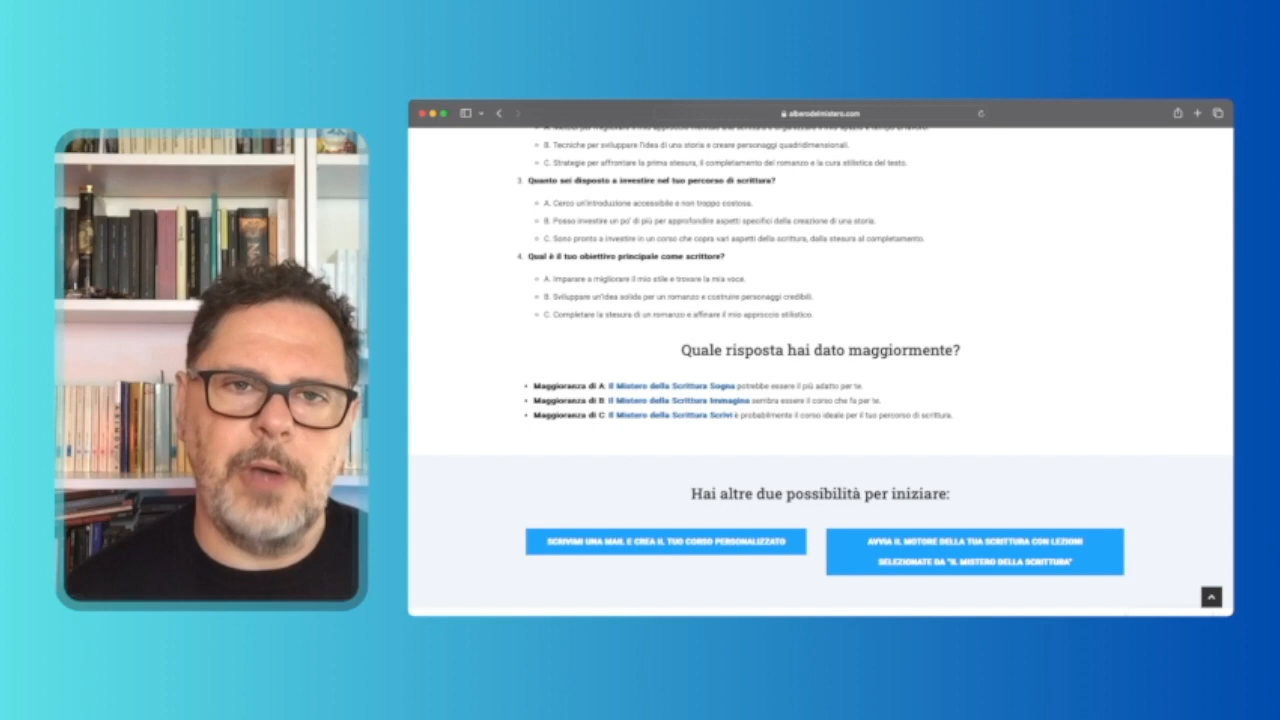 alberodelmistero.com
B. Tecniche per sviluppare l'idea di una storia e creare personaggi quadridimensionali.
C. Strategie per affrontare la prima stesura, il completamento del romanzo e la cura stilistica del testo.
3. Quanto sei disposto a investire nel tuo percorso di scrittura?
A. Cerco un'introduzione accessibile e non troppo costosa.
B. Posso investire un po' di più per approfondire aspetti specifici della creazione di una storia.
C. Sono pronto a investire in un corso che copra vari aspetti della scrittura, dalla stesura al completamento.
4. Qual è il tuo obiettivo principale come scrittore?
A. Imparare a migliorare il mio stile e trovare la mia voce.
B. Sviluppare un'idea solida per un romanzo e costruire personaggi credibili.
C. Completare la stesura di un romanzo e affinare il mio approccio stilistico.
Quale risposta hai dato maggiormente?
Maggioranza di A: Il Mistero della Scrittura Sogna potrebbe essere il più adatto per te.
Maggioranza di B: Il Mistero della Scrittura Immagina sembra essere il corso che fa per te.
Maggioranza di C: Il Mistero della Scrittura Scrivi è probabilmente il corso ideale per il tuo percorso di scrittura.
Hai altre due possibilità per iniziare:
SCRIVIMI UNA MAIL E CREA IL TUO CORSO PERSONALIZZATO
AVVIA IL MOTORE DELLA TUA SCRITTURA CON LEZIONI
SELEZIONATE DA "IL MISTERO DELLA SCRITTURA"